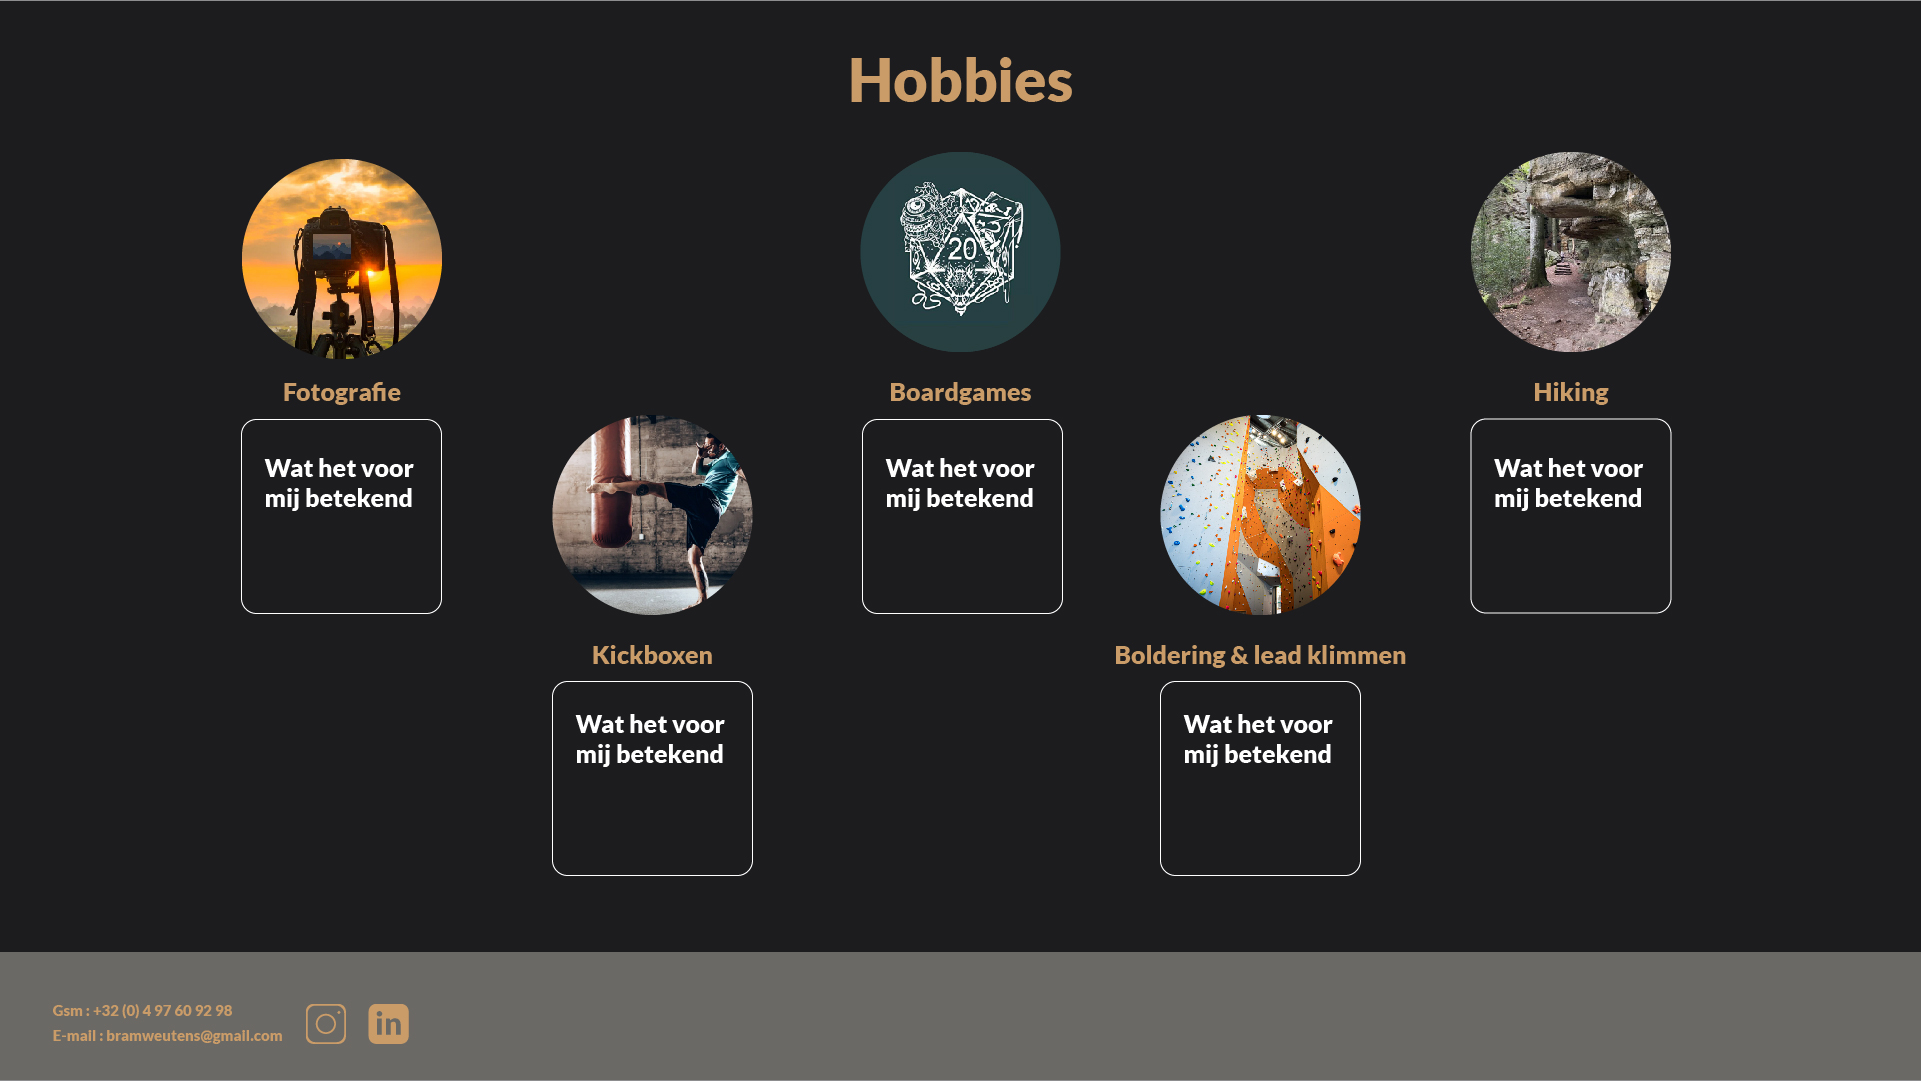 Hobbies
20
Fotografie
Boardgames
Hiking
Wat het voor
mij betekend
Wat het voor
mij betekend
Wat het voor
mij betekend
Kickboxen
Boldering & lead klimmen
Wat het voor
mij betekend
Wat het voor
mij betekend
Gsm : +32 (0) 4 97 60 92 98
E-mail : bramweutens@gmail.com
in